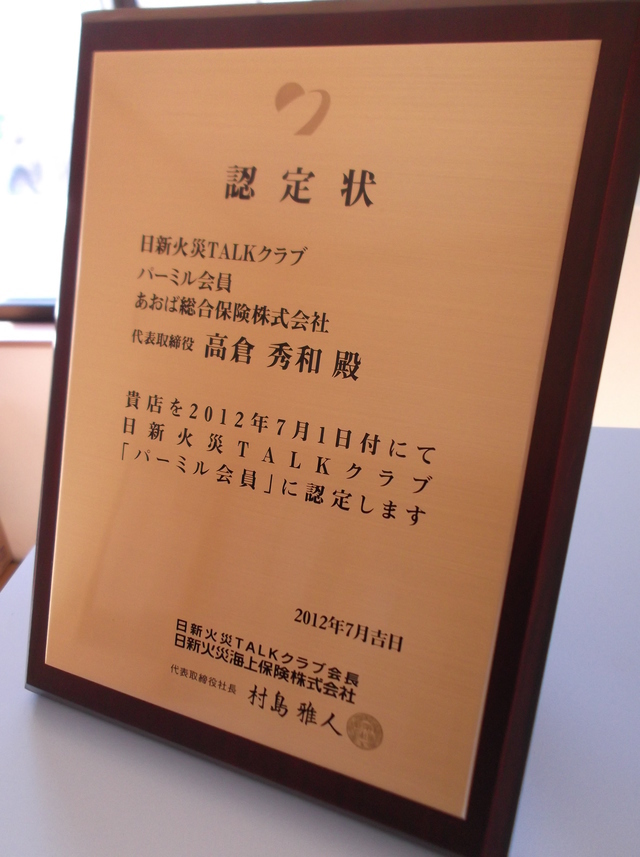 認定状
日新火災TALKクラブ
パーミル会員
あおば総合保険株式会社
代表取締役 高倉 秀和 殿
貴店を2012年7月1日付にて
日新火災TALKクラブ
「パーミル会員」に認定します
2012年7月吉日
日新火災TALKクラブ会長
日新火災海上保険株式会社
代表取締役社長 村島 雅人